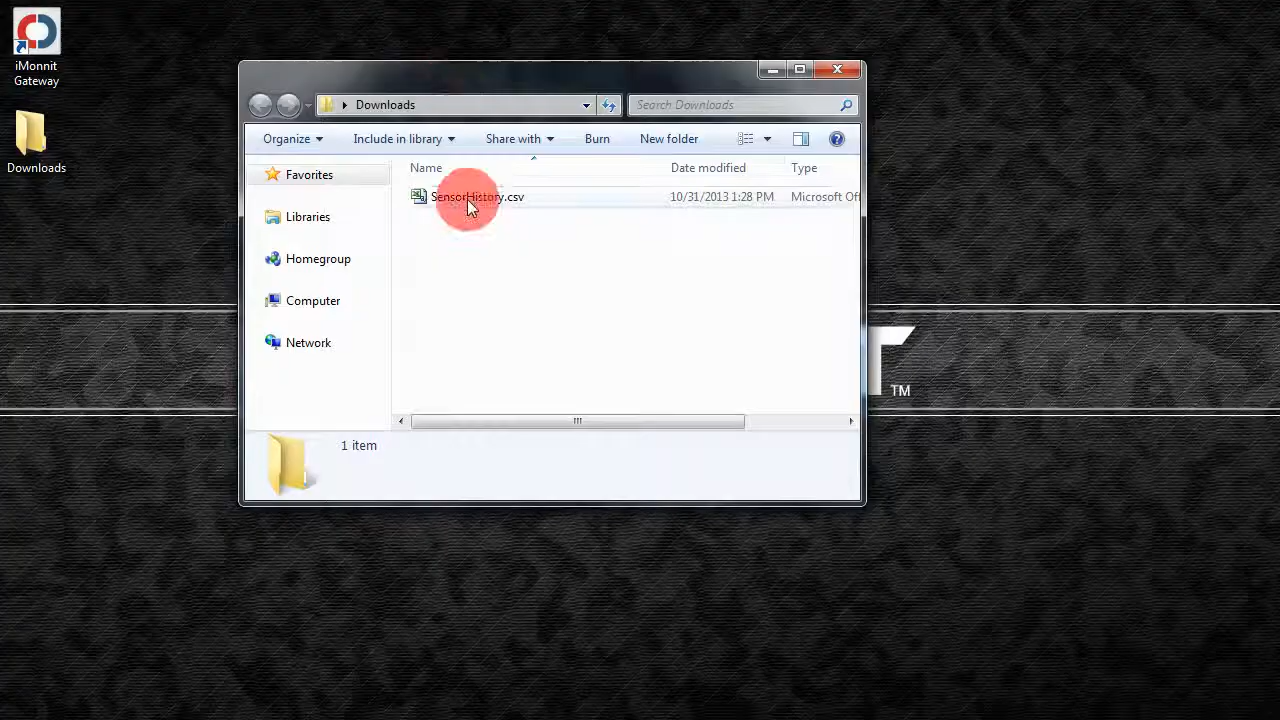 iMonnit
Gateway
Downloads
Downloads
Search Downloads
Organize
Include in library
Share with
Burn
New folder
Name
Date modified
Type
Favorites
SensorHistory.csv
10/31/2013 1:28 PM
Microsoft Off
Libraries
Homegroup
Computer
Network
1 item
T
TM